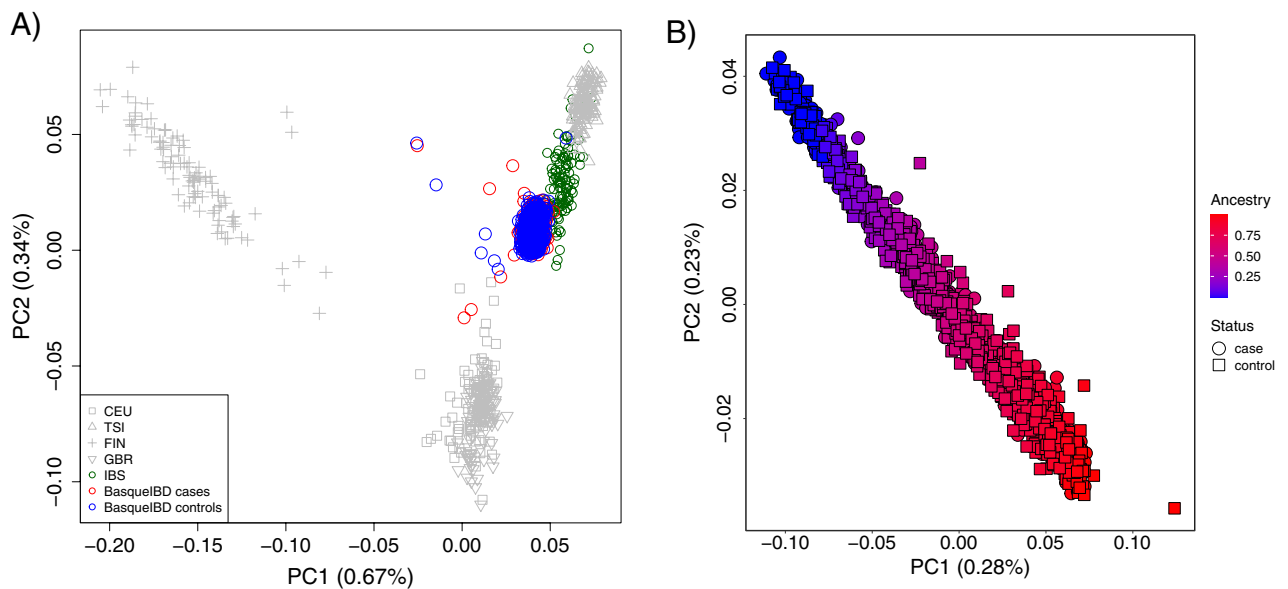 A)
PC2 (0.34%)
0.05
0.00
−0.05
−0.10
CEU
TSI
FIN
GBR
IBS
BasqueIBD cases
BasqueIBD controls
−0.20
−0.15
−0.10
−0.05
0.00
0.05
PC1 (0.67%)
B)
PC2 (0.23%)
0.04
0.02
0.00
−0.02
−0.10
−0.05
0.00
0.05
0.10
PC1 (0.28%)
Ancestry
0.75
0.50
0.25
Status
case
control